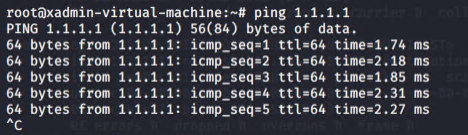 root@xadmin-virtual-machine:~# ping 1.1.1.1
PING 1.1.1.1 (1.1.1.1) 56(84) bytes of data.
64 bytes from 1.1.1.1: icmp_seq=1 ttl=64 time=1.74 ms
64 bytes from 1.1.1.1: icmp_seq=2 ttl=64 time=2.18 ms
64 bytes from 1.1.1.1: icmp_seq=3 ttl=64 time=1.85 ms
64 bytes from 1.1.1.1: icmp_seq=4 ttl=64 time=2.31 ms
64 bytes from 1.1.1.1: icmp_seq=5 ttl=64 time=2.27 ms
^C